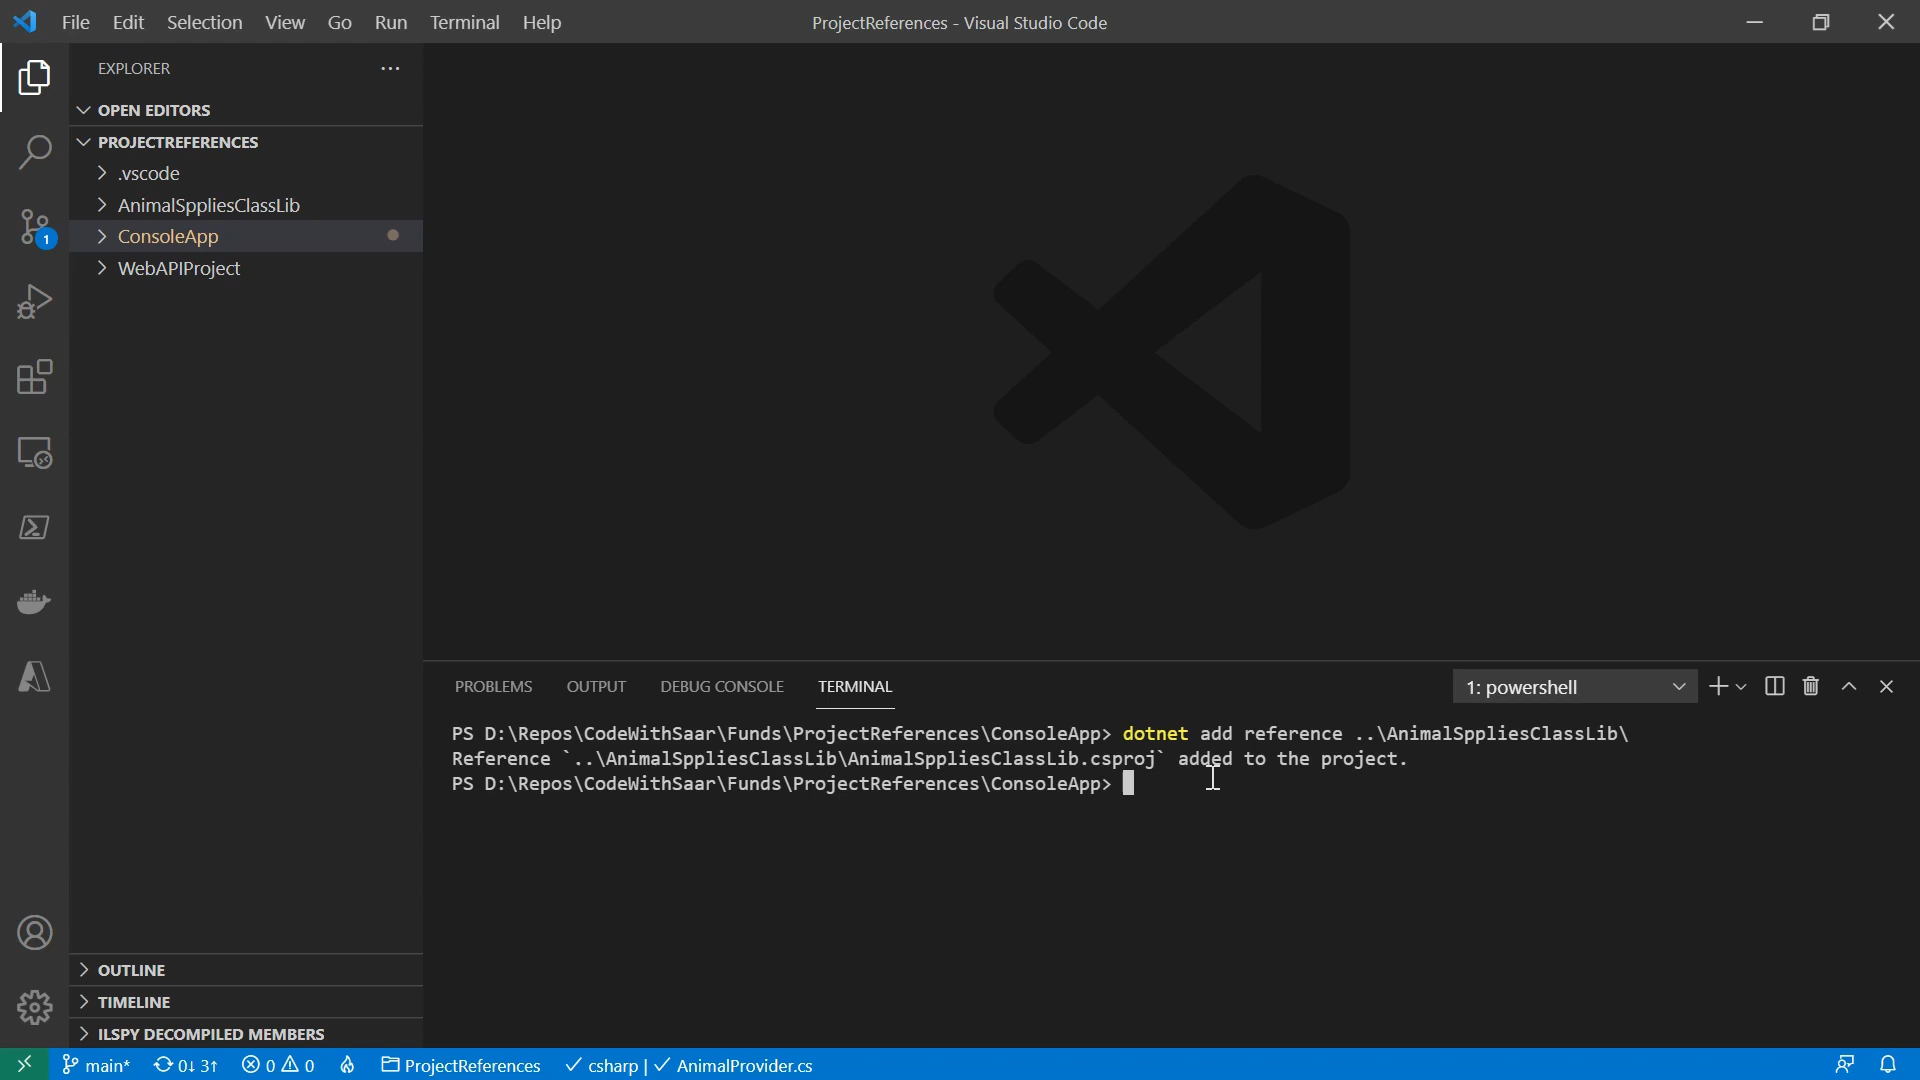 File Edit Selection View Go Run Terminal Help
ProjectReferences - Visual Studio Code
EXPLORER
OPEN EDITORS
PROJECTREFERENCES
.vscode
AnimalSppliesClassLib
ConsoleApp
WebAPIProject
1
PROBLEMS OUTPUT DEBUG CONSOLE TERMINAL
1: powershell
PS D:\Repos\CodeWithSaar\Funds\ProjectReferences\ConsoleApp> dotnet add reference ..\AnimalSppliesClassLib\
Reference `..\AnimalSppliesClassLib\AnimalSppliesClassLib.csproj` added to the project.
PS D:\Repos\CodeWithSaar\Funds\ProjectReferences\ConsoleApp>
OUTLINE
TIMELINE
ILSPY DECOMPILED MEMBERS
main* 0↓ 3↑ 0 0 ProjectReferences csharp | AnimalProvider.cs